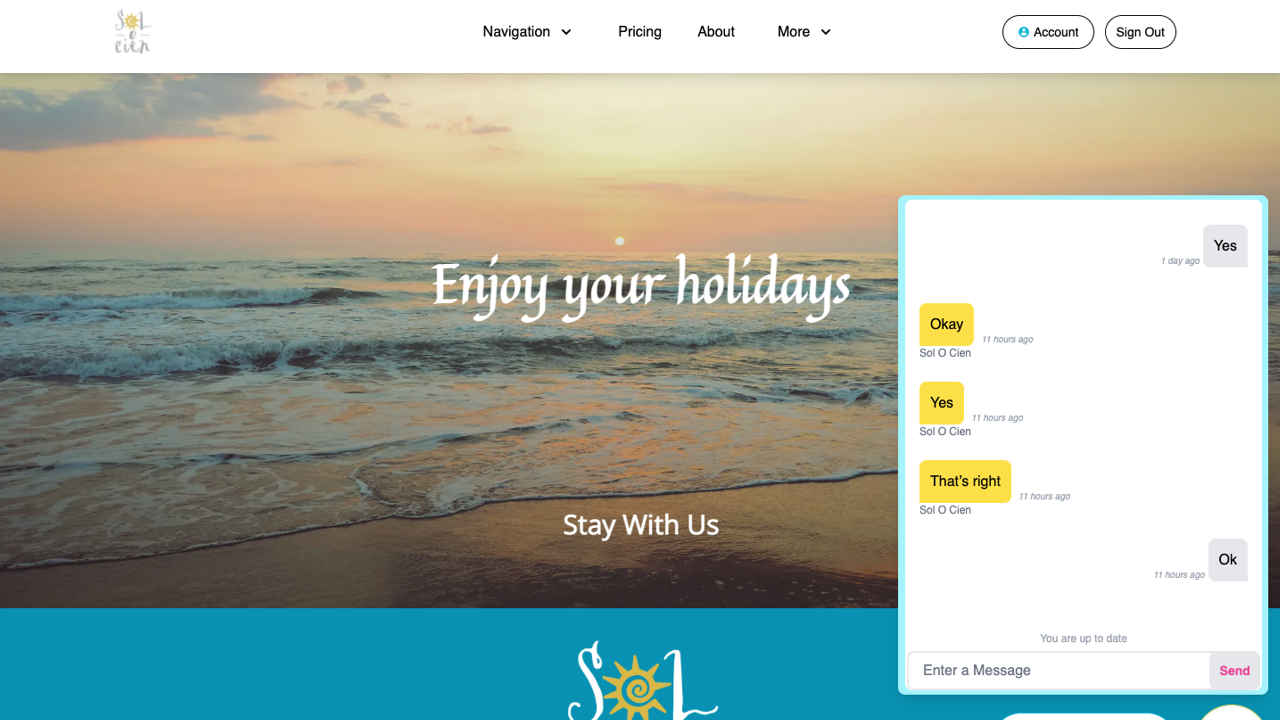 SOL
O
cien
Navigation
Pricing
About
More
Account
Sign Out
Enjoy your holidays
Stay With Us
Yes
1 day ago
Okay
11 hours ago
Sol O Cien
Yes
11 hours ago
Sol O Cien
That's right
11 hours ago
Sol O Cien
Ok
11 hours ago
You are up to date
Enter a Message
Send
SOL